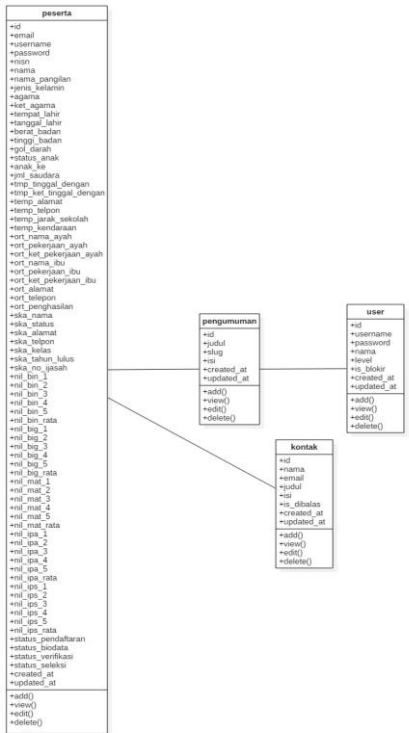 peserta
+id
+email
+username
+password
+nisn
+nama
+nama_pangilan
+jenis_kelamin
+agama
+ket_agama
+tempat_lahir
+tanggal_lahir
+berat_badan
+tinggi_badan
+gol_darah
+status_anak
+anak_ke
+jml_saudara
+tmp_tinggal_dengan
+tmp_ket_tinggal_dengan
+temp_alamat
+temp_telpon
+temp_jarak_sekolah
+temp_kendaraan
+ort_nama_ayah
+ort_pekerjaan_ayah
+ort_ket_pekerjaan_ayah
+ort_nama_ibu
+ort_pekerjaan_ibu
+ort_ket_pekerjaan_ibu
+ort_alamat
+ort_telepon
+ort_penghasilan
+ska_nama
+ska_status
+ska_alamat
+ska_telpon
+ska_kelas
+ska_tahun_lulus
+ska_no_ijasah
+nil_bin_1
+nil_bin_2
+nil_bin_3
+nil_bin_4
+nil_bin_5
+nil_bin_rata
+nil_big_1
+nil_big_2
+nil_big_3
+nil_big_4
+nil_big_5
+nil_big_rata
+nil_mat_1
+nil_mat_2
+nil_mat_3
+nil_mat_4
+nil_mat_5
+nil_mat_rata
+nil_ipa_1
+nil_ipa_2
+nil_ipa_3
+nil_ipa_4
+nil_ipa_5
+nil_ipa_rata
+nil_ips_1
+nil_ips_2
+nil_ips_3
+nil_ips_4
+nil_ips_5
+nil_ips_rata
+status_pendaftaran
+status_biodata
+status_verifikasi
+status_seleksi
+created_at
+updated_at
+add()
+view()
+edit()
+delete()
pengumuman
+id
+judul
+slug
+isi
+created_at
+updated_at
+add()
+view()
+edit()
+delete()
user
+id
+username
+password
+nama
+level
+is_blokir
+created_at
+updated_at
+add()
+view()
+edit()
+delete()
kontak
+id
+nama
+email
+judul
+isi
+is_dibalas
+created_at
+updated_at
+add()
+view()
+edit()
+delete()